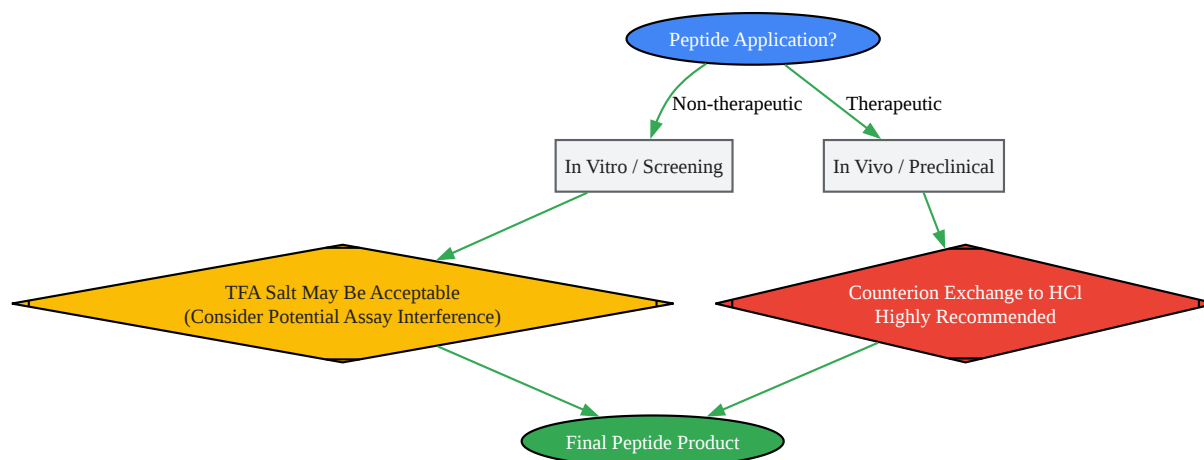 Peptide Application?
Non-therapeutic
Therapeutic
In Vitro / Screening
In Vivo / Preclinical
TFA Salt May Be Acceptable
(Consider Potential Assay Interference)
Counterion Exchange to HCl
Highly Recommended
Final Peptide Product